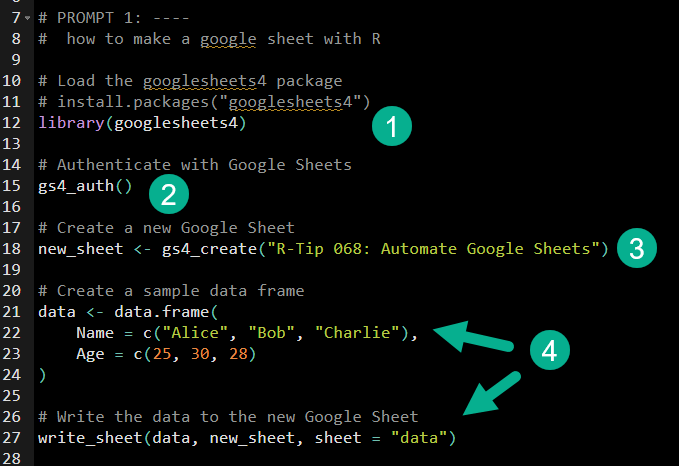 7 # PROMPT 1: ----
8 #  how to make a google sheet with R
9
10 # Load the googlesheets4 package
11 # install.packages("googlesheets4")
12 library(googlesheets4)
1
13
14 # Authenticate with Google Sheets
15 gs4_auth()
2
16
17 # Create a new Google Sheet
18 new_sheet <- gs4_create("R-Tip 068: Automate Google Sheets")
3
19
20 # Create a sample data frame
21 data <- data.frame(
22     Name = c("Alice", "Bob", "Charlie"),
23     Age = c(25, 30, 28)
4
24 )
25
26 # Write the data to the new Google Sheet
27 write_sheet(data, new_sheet, sheet = "data")
28